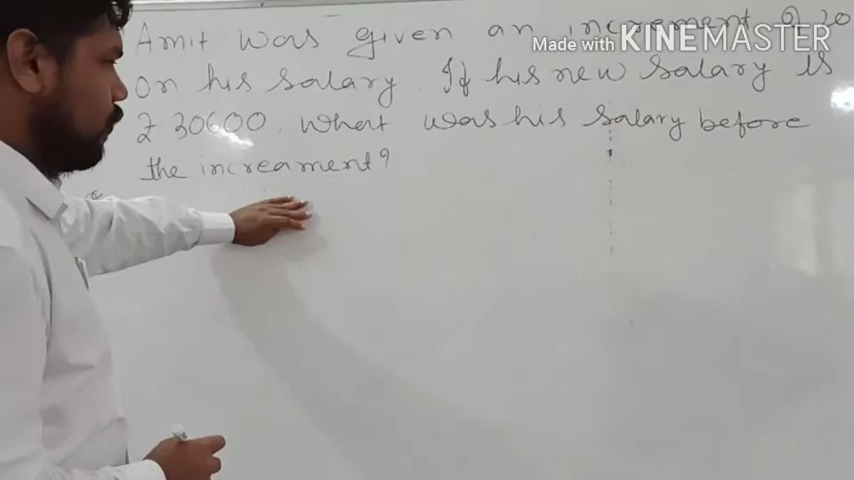 Amit was given an increment of 20
on his salary. If his new salary is
₹ 30600. What was his salary before
the increament?
Made with KINEMASTER